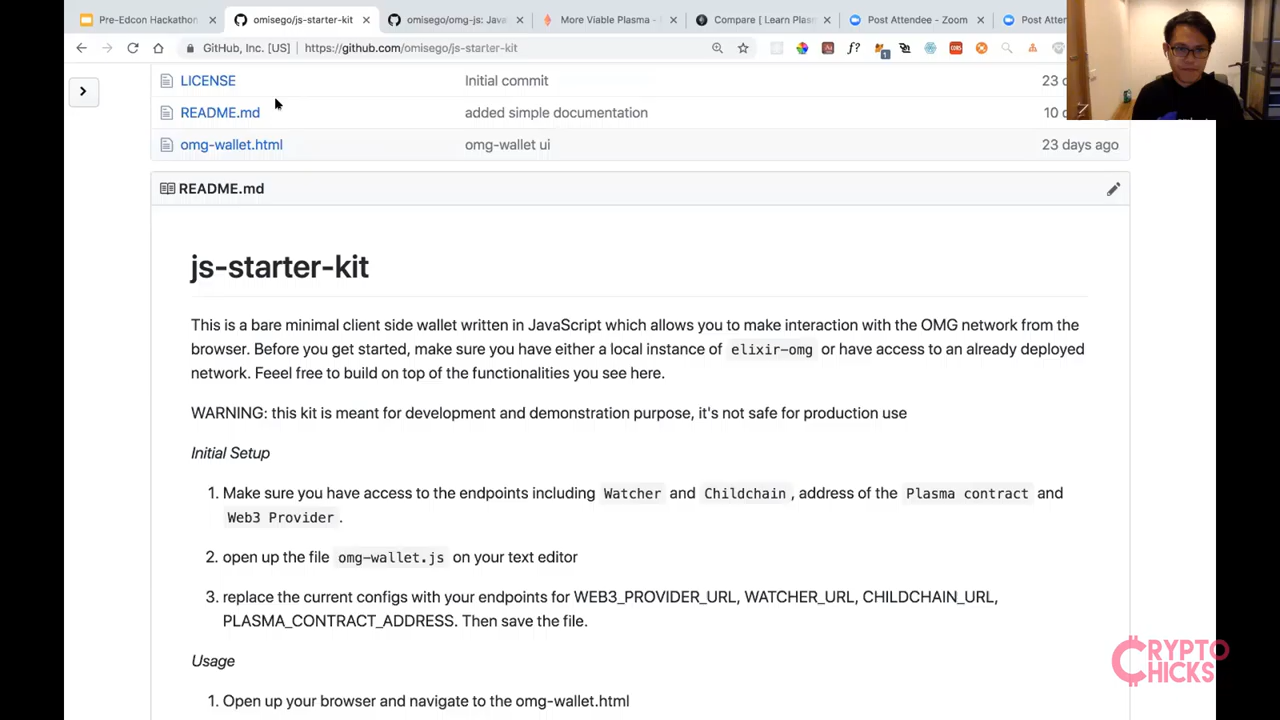 Pre-Edcon Hackathon
omisego/js-starter-kit
omisego/omg-js: Java
More Viable Plasma -
Compare [ Learn Plas
Post Attendee - Zoom
Post Atten
GitHub, Inc. [US]
https://github.com/omisego/js-starter-kit
LICENSE
Initial commit
23 d
README.md
added simple documentation
10
omg-wallet.html
omg-wallet ui
23 days ago
README.md
js-starter-kit
This is a bare minimal client side wallet written in JavaScript which allows you to make interaction with the OMG network from the
browser. Before you get started, make sure you have either a local instance of elixir-omg or have access to an already deployed
network. Feeel free to build on top of the functionalities you see here.
WARNING: this kit is meant for development and demonstration purpose, it's not safe for production use
Initial Setup
1. Make sure you have access to the endpoints including Watcher and Childchain , address of the Plasma contract and
Web3 Provider .
2. open up the file omg-wallet.js on your text editor
3. replace the current configs with your endpoints for WEB3_PROVIDER_URL, WATCHER_URL, CHILDCHAIN_URL,
PLASMA_CONTRACT_ADDRESS. Then save the file.
Usage
1. Open up your browser and navigate to the omg-wallet.html
CRYPTO
CHICKS